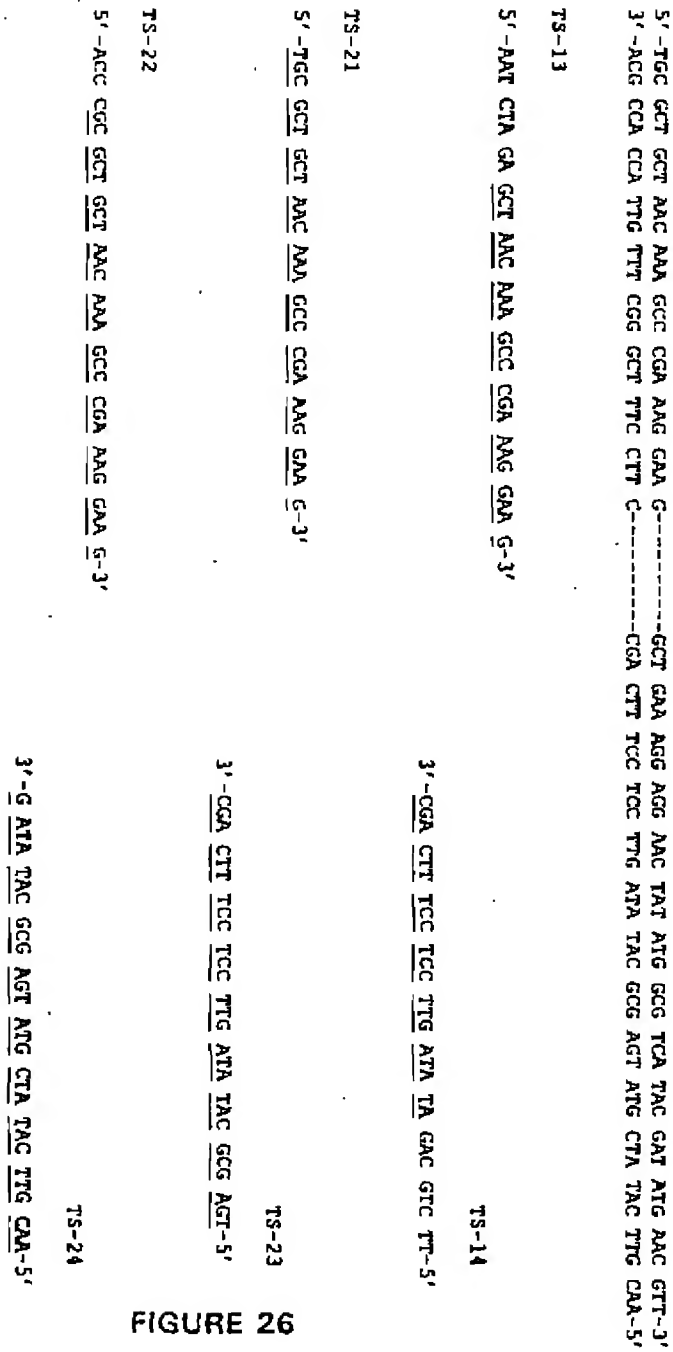 5'-TGC GCT GCT AAC AAA GCC CGA AAG GAA G----------GCT GAA AGG AGG AAC TAT ATG GCG TCA TAC GAT ATG AAC GTT-3'
3'-ACG CCA CCA TTG TTT CGG GCT TTC CTT C----------CGA CTT TCC TCC TTG ATA TAC GCG AGT ATG CTA TAC TTG CAA-5'
TS-13
5'-AAT CTA GA GCT AAC AAA GCC CGA AAG GAA G-3'
TS-14
3'-CGA CTT TCC TCC TTG ATA TA GAC GTC TT-5'
TS-21
5'-TGC GCT GCT AAC AAA GCC CGA AAG GAA G-3'
TS-23
3'-CGA CTT TCC TCC TTG ATA TAC GCG AGT-5'
TS-22
5'-ACC CGC GCT GCT AAC AAA GCC CGA AAG GAA G-3'
TS-24
3'-G ATA TAC GCG AGT ATG CTA TAC TTG CAA-5'
FIGURE 26